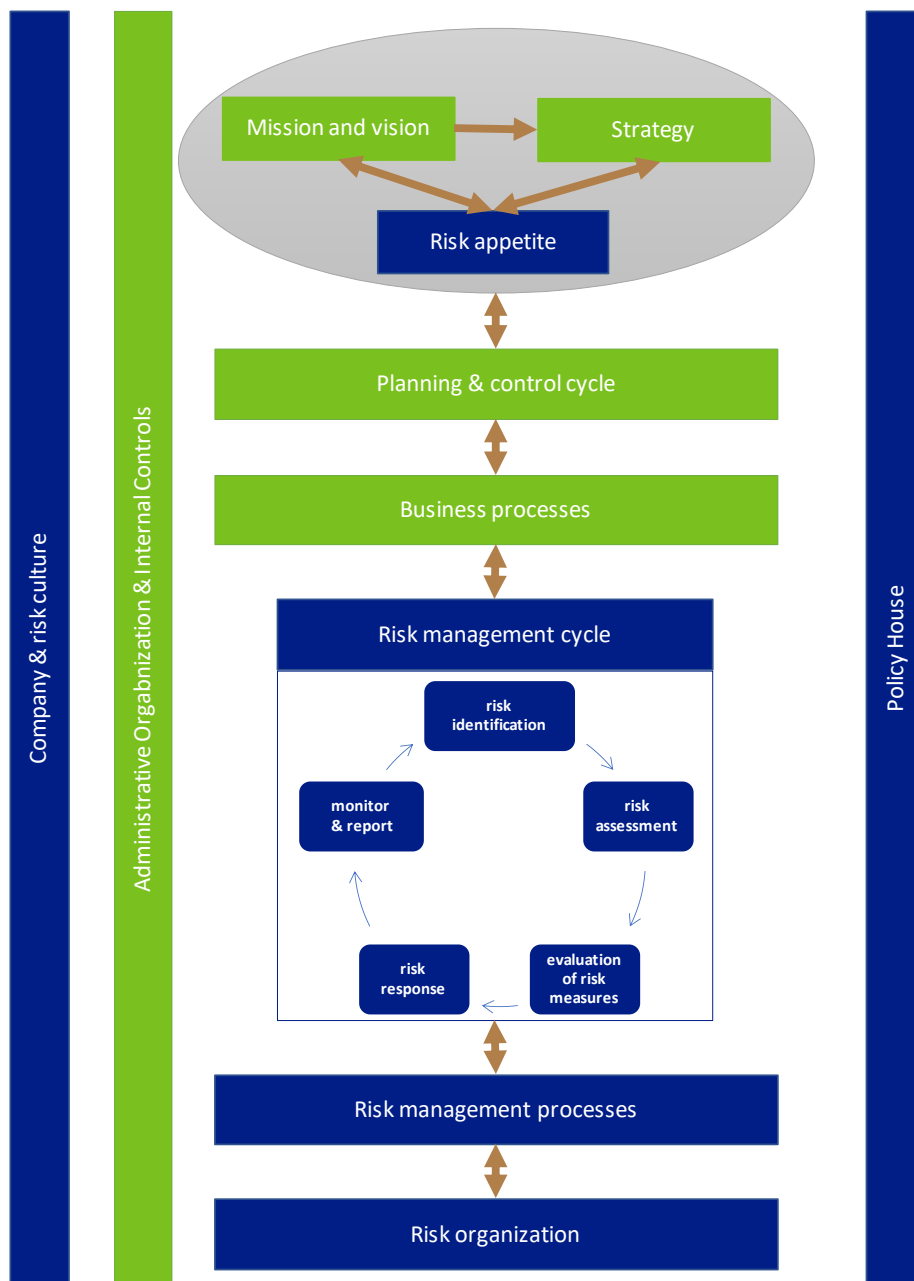 Company & risk culture
Administrative Orgabnization & Internal Controls
Mission and vision
Strategy
Risk appetite
Planning & control cycle
Business processes
Risk management cycle
risk
identification
risk
assessment
evaluation
of risk
measures
risk
response
monitor
& report
Risk management processes
Risk organization
Policy House